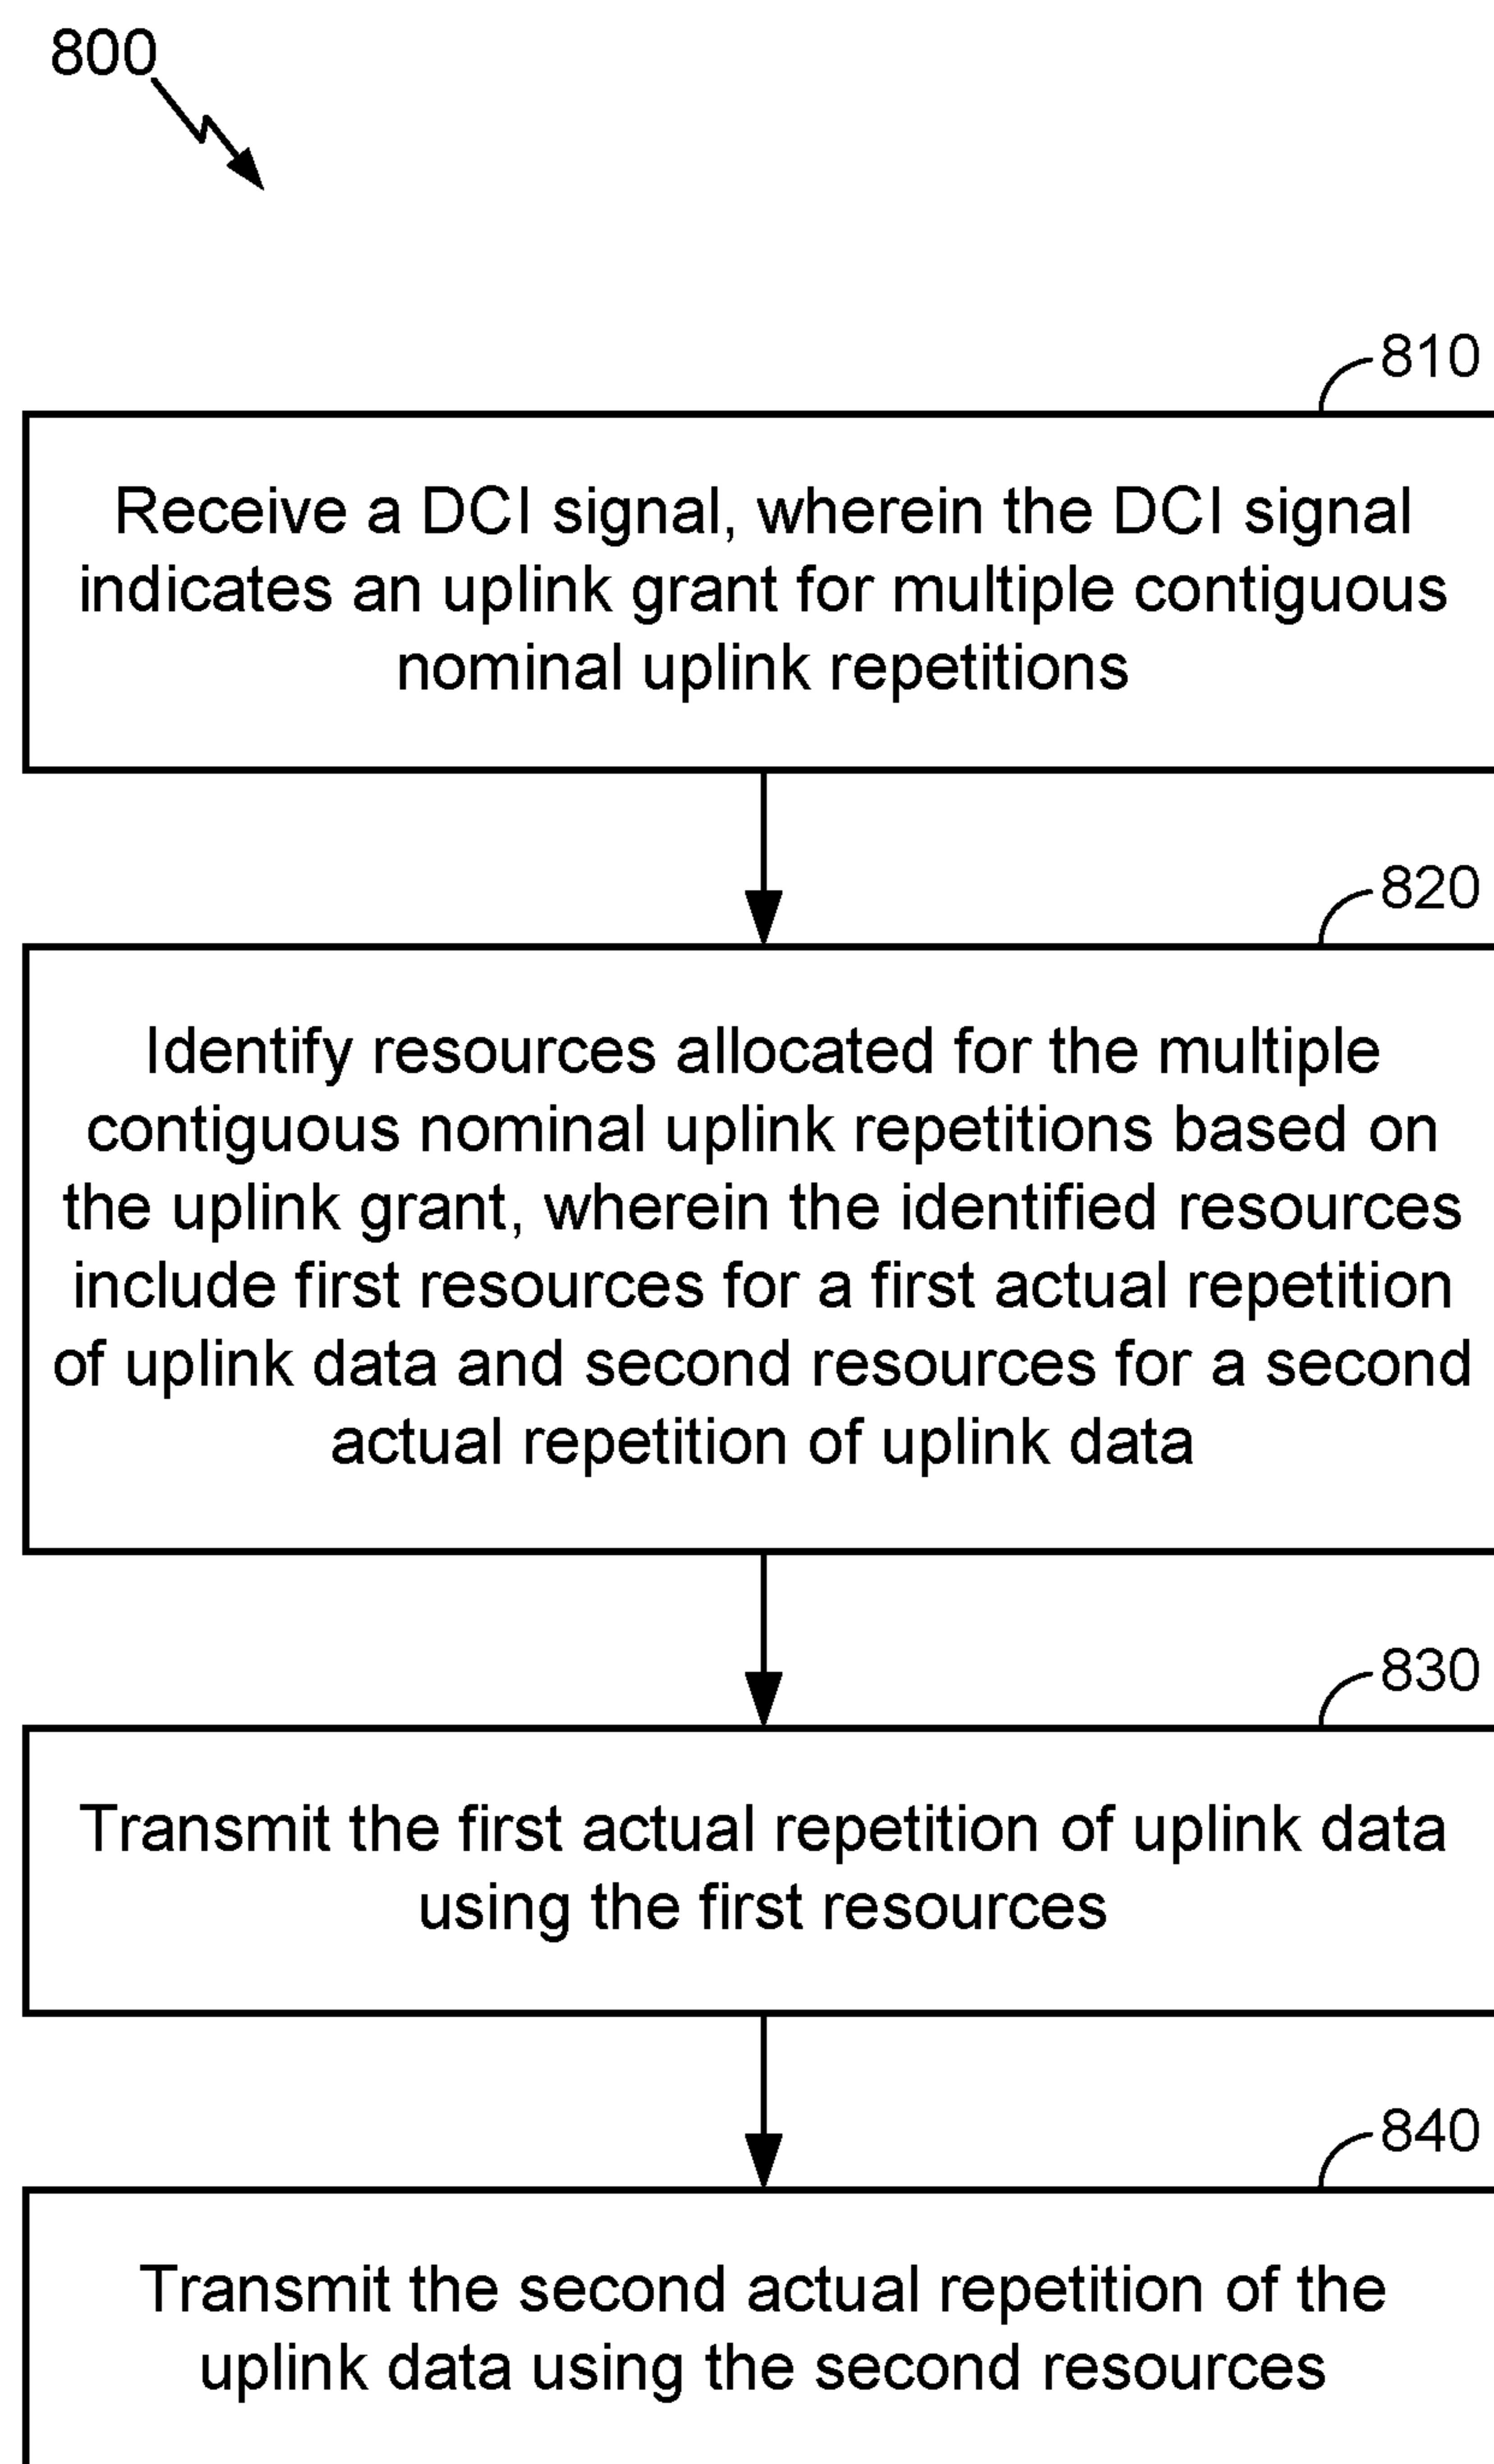 800
810
Receive a DCI signal, wherein the DCI signal
indicates an uplink grant for multiple contiguous
nominal uplink repetitions
820
Identify resources allocated for the multiple
contiguous nominal uplink repetitions based on
the uplink grant, wherein the identified resources
include first resources for a first actual repetition
of uplink data and second resources for a second
actual repetition of uplink data
830
Transmit the first actual repetition of uplink data
using the first resources
840
Transmit the second actual repetition of the
uplink data using the second resources